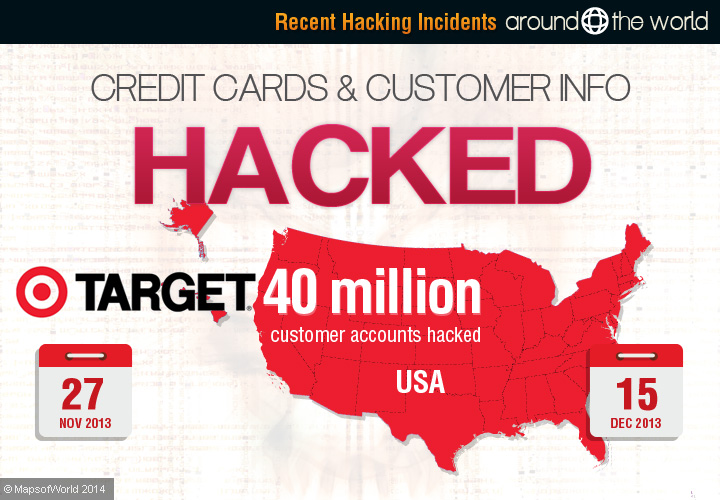 Recent Hacking Incidents around the world
CREDIT CARDS & CUSTOMER INFO
HACKED
TARGET
40 million
customer accounts hacked
USA
27
NOV 2013
15
DEC 2013
© MapsofWorld 2014